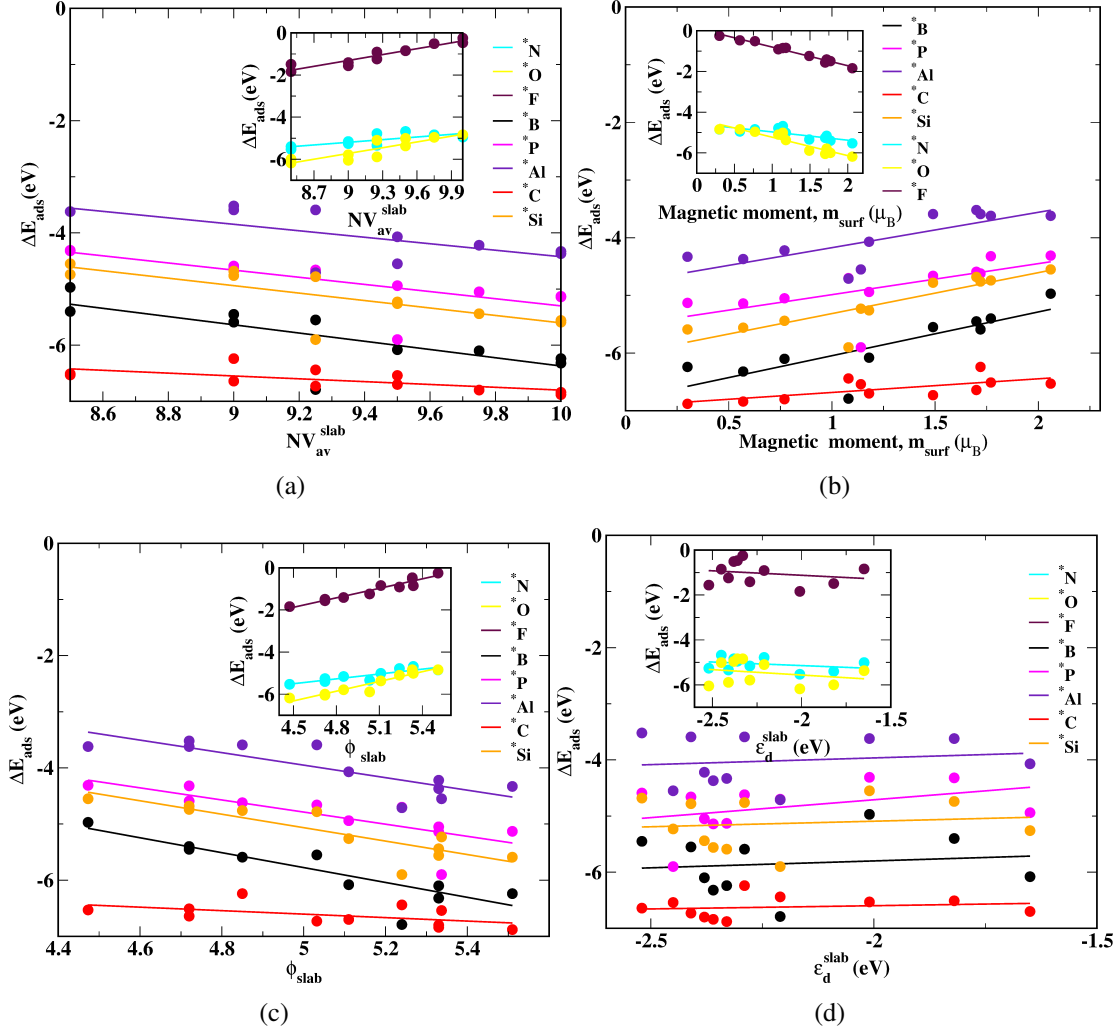 0
-2
-4
-6
ΔE_ads (eV)
8.6 8.8 9 9.2 9.4 9.6 9.8 10
NV_av^slab
0
-2
-4
-6
ΔE_ads (eV)
8.7 9 9.3 9.6 9.9
NV_av^slab
*N
*O
*F
*B
*P
*Al
*C
*Si
(a)
0
-2
-4
-6
ΔE_ads (eV)
0 0.5 1 1.5 2
Magnetic moment, m_surf (μ_B)
0
-2
-4
-6
ΔE_ads (eV)
0 0.5 1 1.5 2
Magnetic moment, m_surf (μ_B)
*B
*P
*Al
*C
*Si
*N
*O
*F
(b)
0
-2
-4
-6
ΔE_ads (eV)
4.4 4.6 4.8 5 5.2 5.4 5.6
ϕ_slab
0
-2
-4
-6
ΔE_ads (eV)
4.5 4.8 5.1 5.4
ϕ_slab
*N
*O
*F
*B
*P
*Al
*C
*Si
(c)
0
-2
-4
-6
ΔE_ads (eV)
-2.5 -2 -1.5
ε_d^slab (eV)
0
-2
-4
-6
ΔE_ads (eV)
-2.5 -2 -1.5
ε_d^slab (eV)
*N
*O
*F
*B
*P
*Al
*C
*Si
(d)